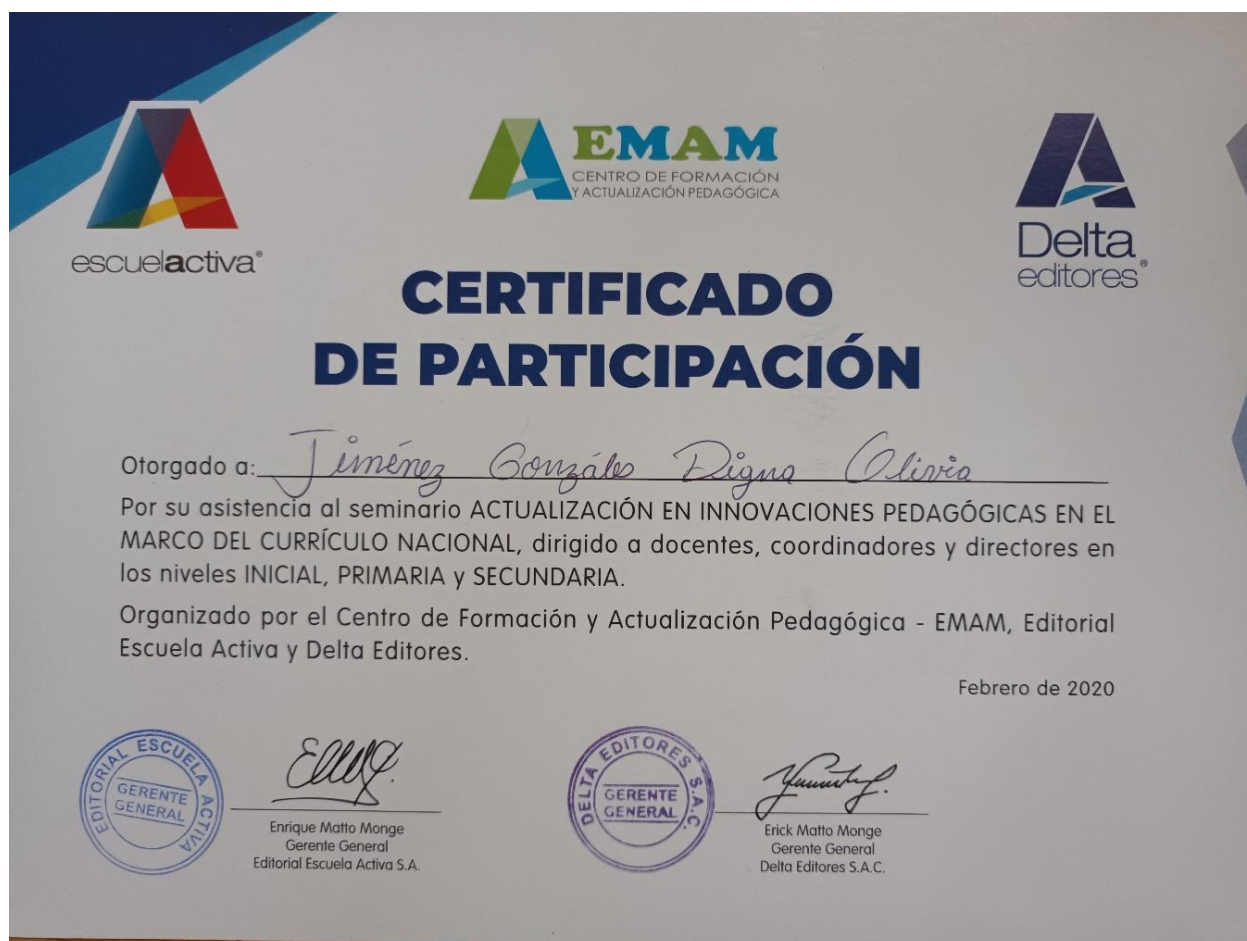 escuelactiva®
EMAM
CENTRO DE FORMACIÓN
Y ACTUALIZACIÓN PEDAGÓGICA
Delta
editores®
CERTIFICADO
DE PARTICIPACIÓN
Otorgado a: Jiménez Gonzáles Digna Olivia
Por su asistencia al seminario ACTUALIZACIÓN EN INNOVACIONES PEDAGÓGICAS EN EL
MARCO DEL CURRÍCULO NACIONAL, dirigido a docentes, coordinadores y directores en
los niveles INICIAL, PRIMARIA y SECUNDARIA.
Organizado por el Centro de Formación y Actualización Pedagógica - EMAM, Editorial
Escuela Activa y Delta Editores.
Febrero de 2020
EDITORIAL ESCUELA ACTIVA
GERENTE
GENERAL
Enrique Matto Monge
Gerente General
Editorial Escuela Activa S.A.
DELTA EDITORES S.A.C.
GERENTE
GENERAL
Erick Matto Monge
Gerente General
Delta Editores S.A.C.